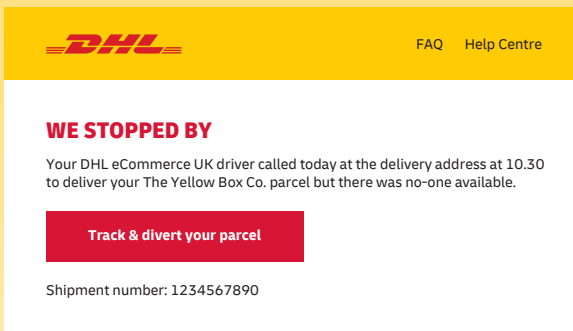 DHL
FAQ Help Centre
WE STOPPED BY
Your DHL eCommerce UK driver called today at the delivery address at 10.30
to deliver your The Yellow Box Co. parcel but there was no-one available.
Track & divert your parcel
Shipment number: 1234567890